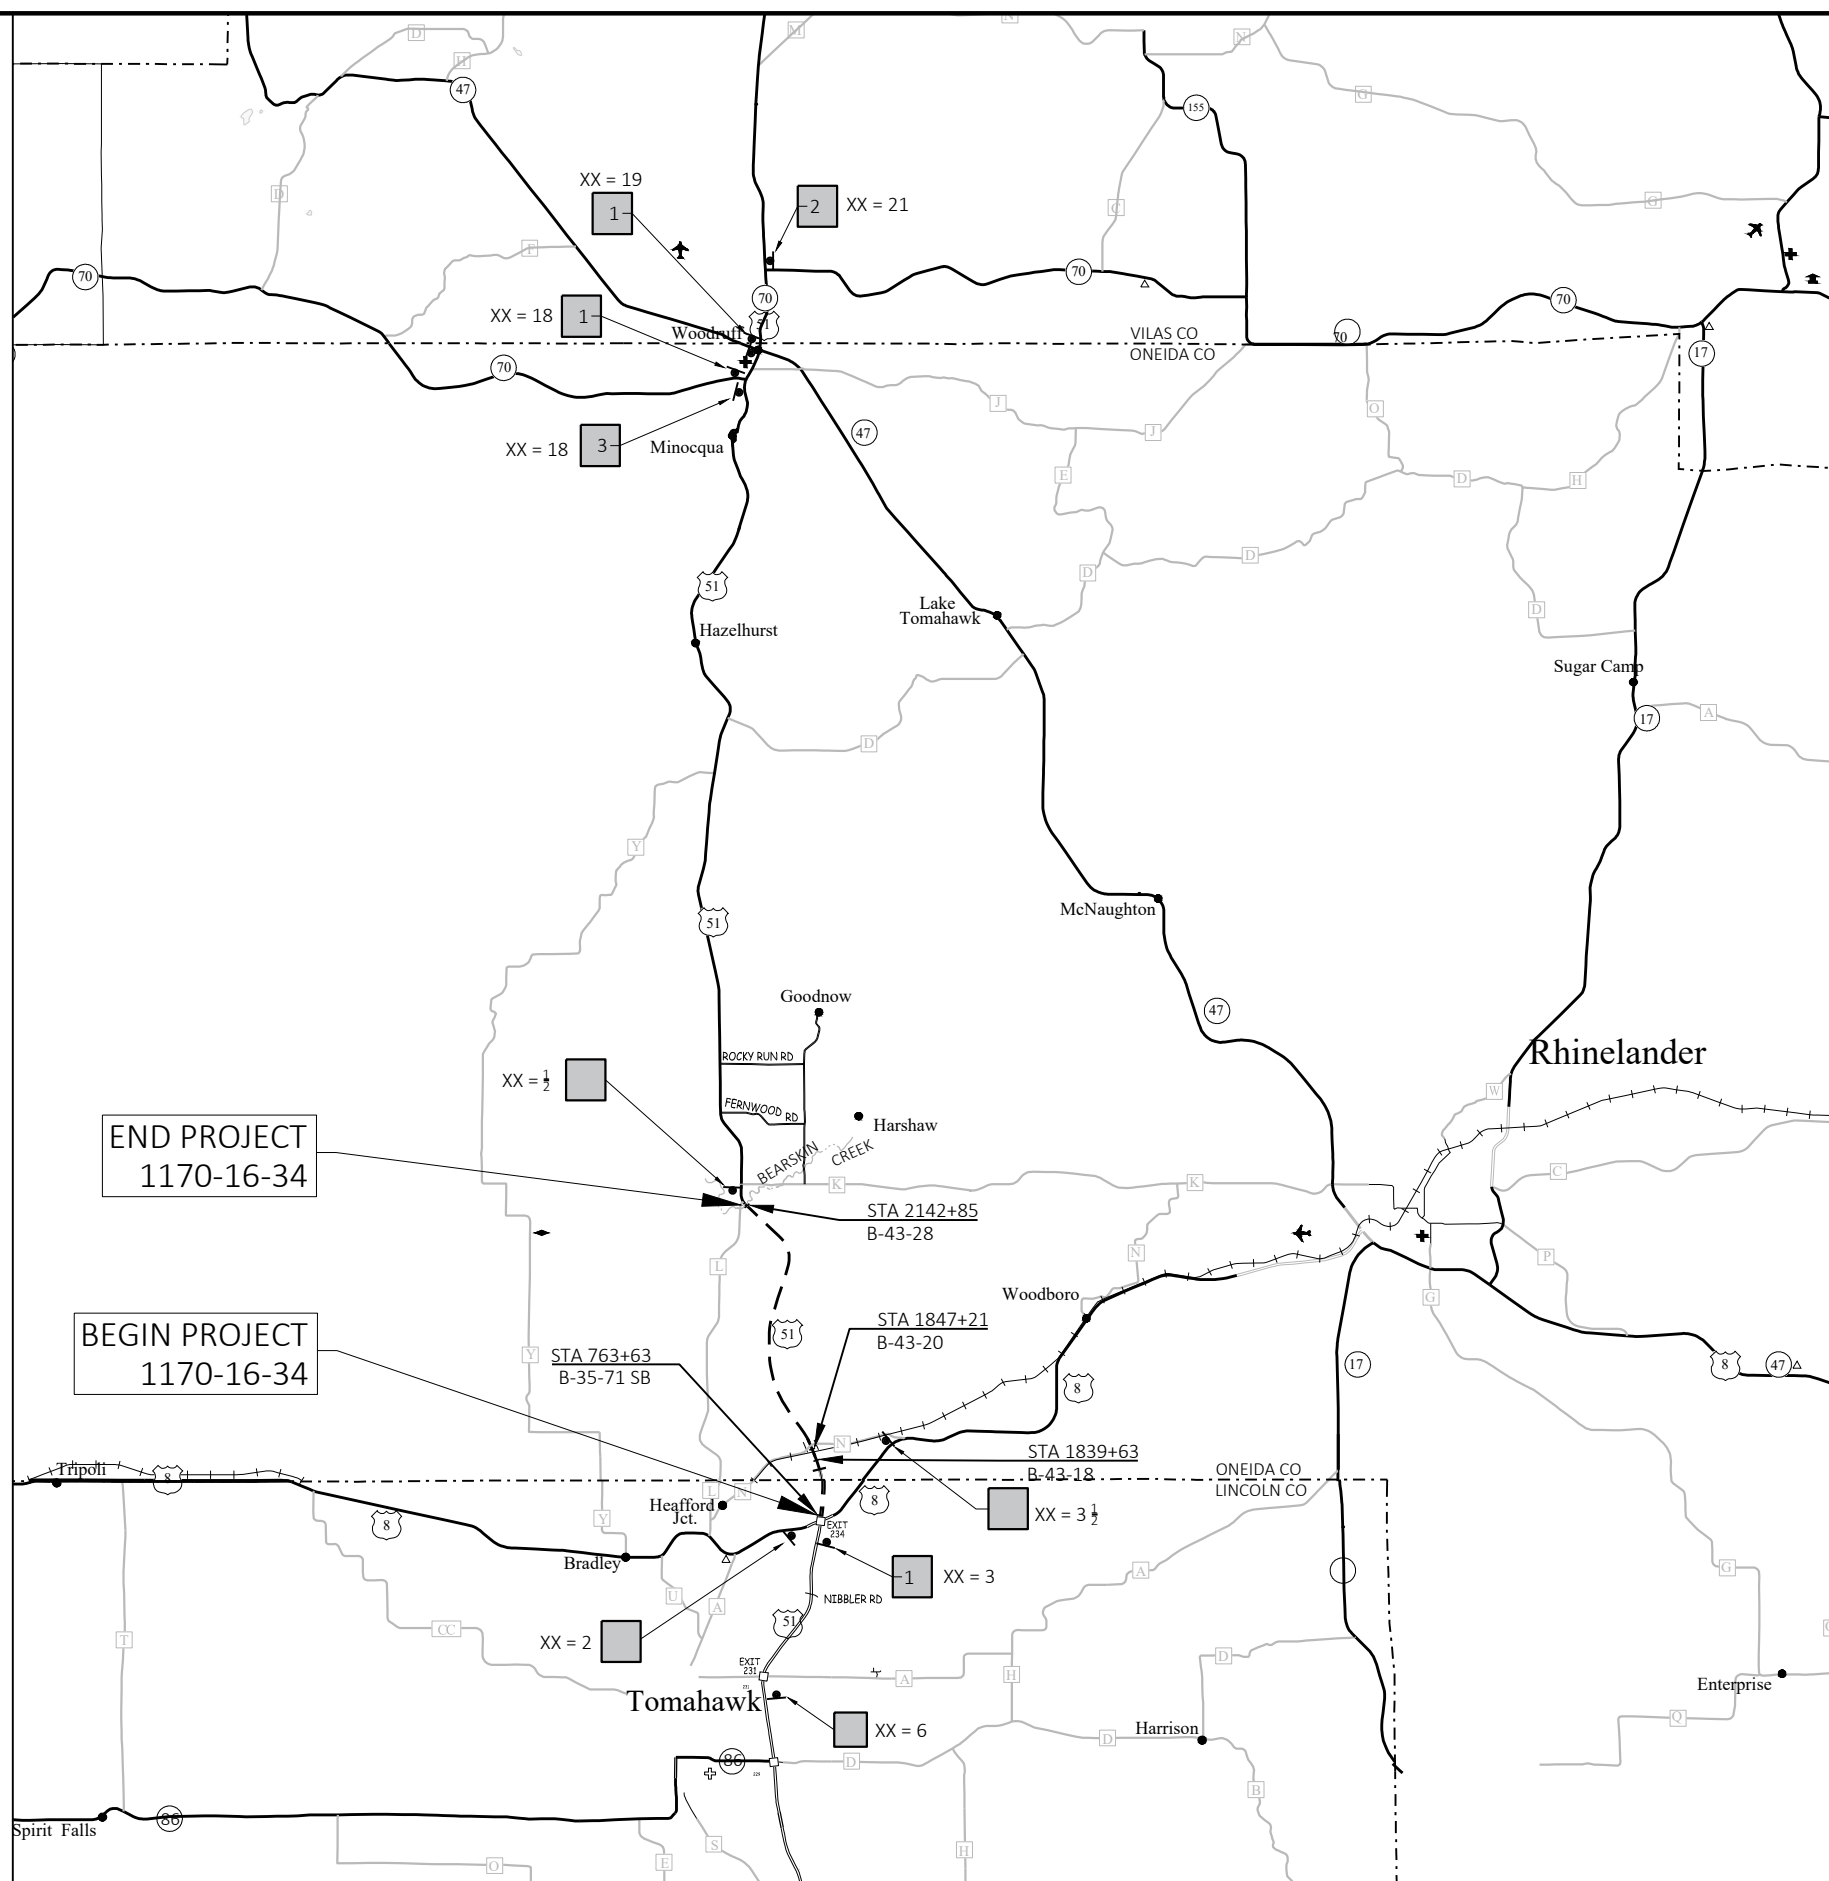 M
N
D
N
H
G
47
155
XX = 19
1
2
XX = 21
D
C
G
F
70
70
70
70
XX = 18
1
51
Woodruff
VILAS CO
ONEIDA CO
70
17
70
J
O
47
J
XX = 18
3
Minocqua
E
D
H
D
51
D
Lake
Tomahawk
D
Hazelhurst
Sugar Camp
17
A
D
Y
51
McNaughton
Goodnow
47
ROCKY RUN RD
Rhinelander
XX = 1/2
W
FERNWOOD RD
Harshaw
END PROJECT
1170-16-34
BEARSKIN CREEK
K
K
C
STA 2142+85
B-43-28
N
P
L
Woodboro
G
BEGIN PROJECT
1170-16-34
51
STA 1847+21
B-43-20
STA 763+63
B-35-71 SB
Y
17
8
47
8
N
STA 1839+63
B-43-18
Tripoli
8
ONEIDA CO
LINCOLN CO
L
N
Heafford
Jct.
8
XX = 3 1/2
Y
8
EXIT
234
Bradley
A
G
1
XX = 3
U
A
NIBBLER RD
51
T
CC
XX = 2
D
EXIT
231
231
A
H
Enterprise
Tomahawk
Q
XX = 6
Harrison
D
86
D
229
B
86
Spirit Falls
S
H
O
E